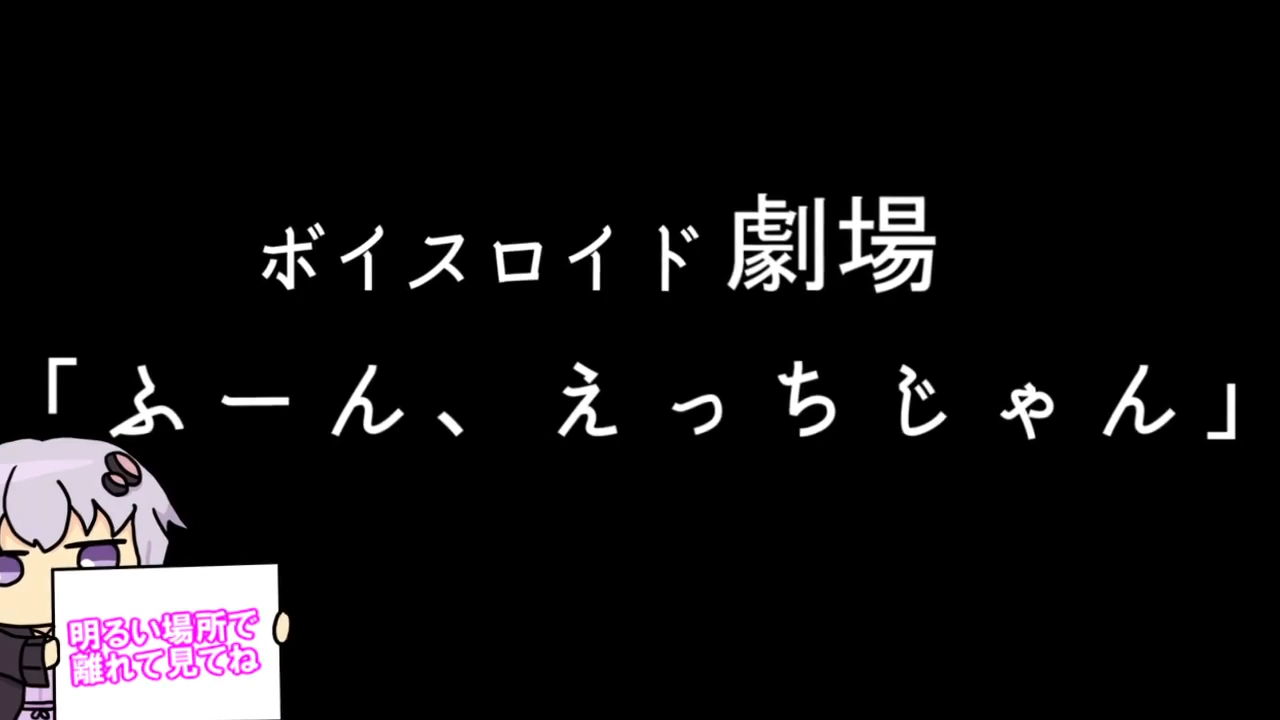 ボイスロイド劇場
「ふーん、えっちじゃん」
明るい場所で
離れて見てね